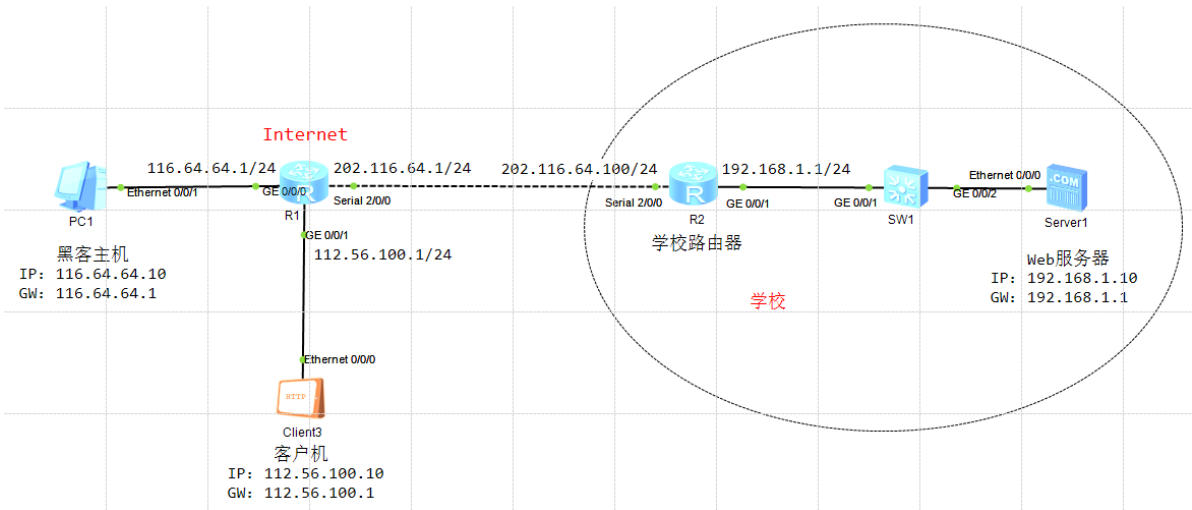 Internet
116.64.64.1/24
202.116.64.1/24
202.116.64.100/24
192.168.1.1/24
Ethernet 0/0/1
GE 0/0/0
R
Serial 2/0/0
Serial 2/0/0
R
GE 0/0/1
GE 0/0/1
GE 0/0/2
Ethernet 0/0/0
.COM
PC1
R1
R2
SW1
Server1
黑客主机
IP: 116.64.64.10
GW: 116.64.64.1
GE 0/0/1
112.56.100.1/24
学校路由器
Web服务器
IP: 192.168.1.10
GW: 192.168.1.1
学校
Ethernet 0/0/0
HTTP
Client3
客户机
IP: 112.56.100.10
GW: 112.56.100.1